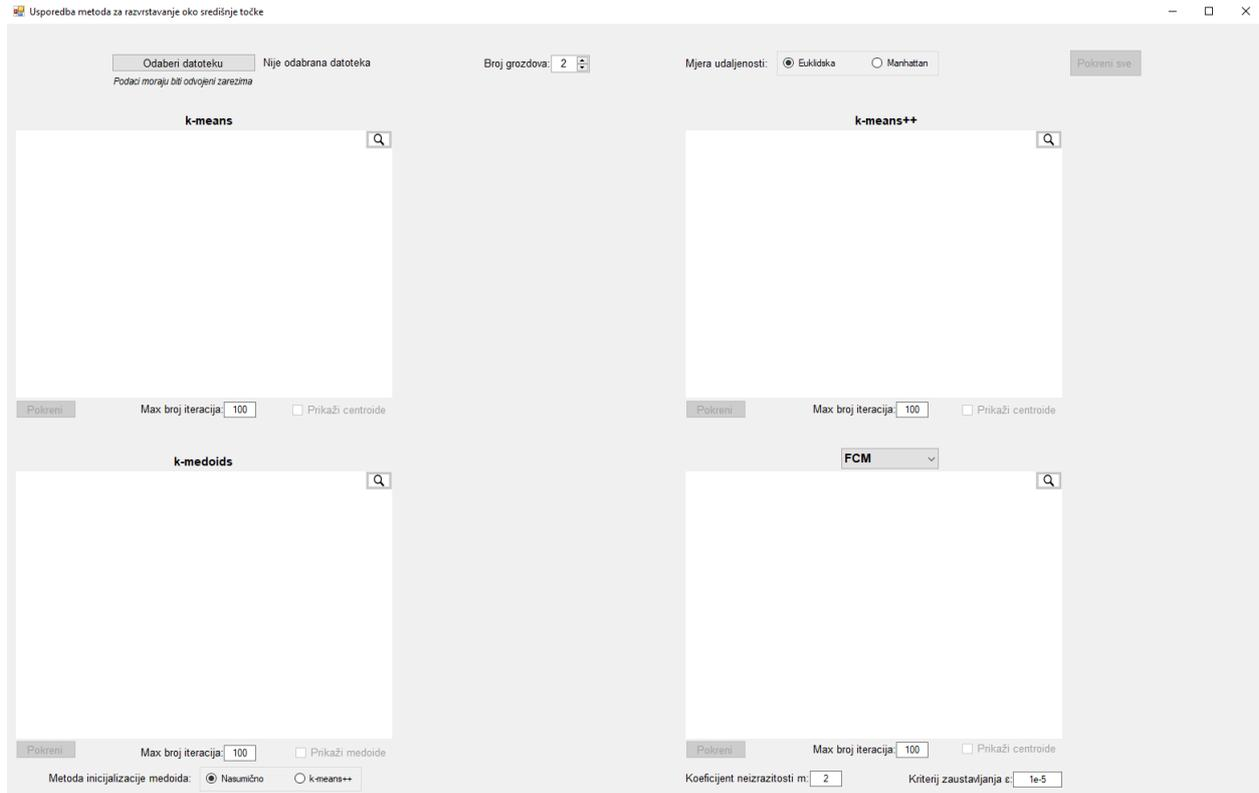 Usporedba metoda za razvrstavanje oko središnje točke
Odaberi datoteku Nije odabrana datoteka Broj grozdova: 2 Mjera udaljenosti: Euklidska Manhattan Pokreni sve
Podaci moraju biti odvojeni zarezima
k-means k-means++
Pokreni Max broj iteracija: 100 Prikaži centroide Pokreni Max broj iteracija: 100 Prikaži centroide
k-medoids FCM
Pokreni Max broj iteracija: 100 Prikaži medoide Pokreni Max broj iteracija: 100 Prikaži centroide
Metoda inicijalizacije medoida: Nasumično k-means++ Koeficijent neizrazitosti m: 2 Kriterij zaustavljanja ε: 1e-5